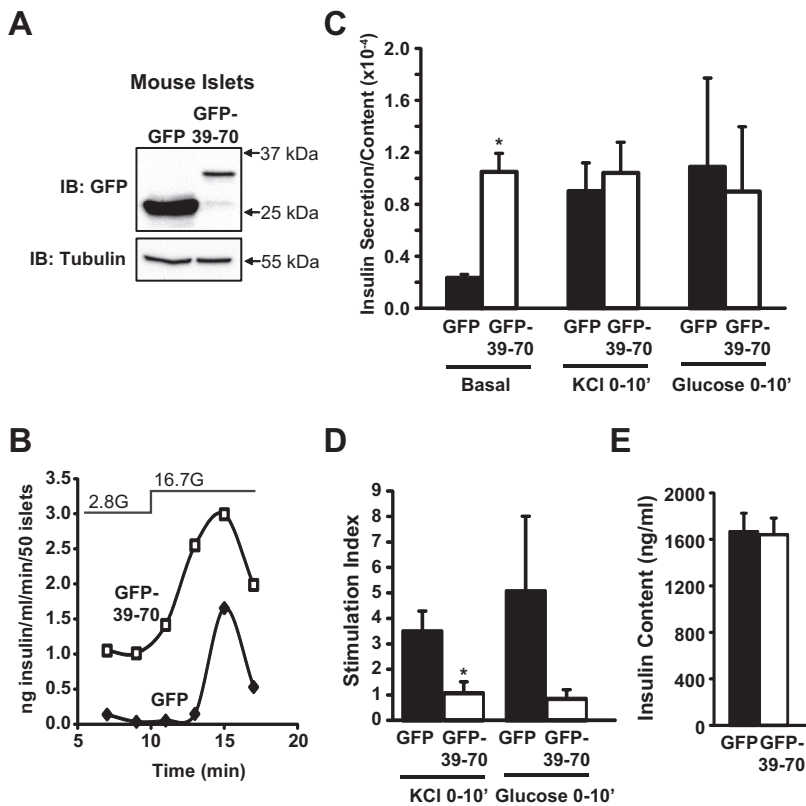 A
Mouse Islets
GFP
GFP-
39-70
IB: GFP
37 kDa
25 kDa
IB: Tubulin
55 kDa
B
ng insulin/ml/min/50 islets
3.5
3.0
2.5
2.0
1.5
1.0
0.5
0.0
2.8G
16.7G
GFP-
39-70
GFP
5
10
15
20
Time (min)
C
Insulin Secretion/Content (x10-4)
2.0
1.6
1.2
0.8
0.4
0.0
*
GFP
GFP-
39-70
GFP
GFP-
39-70
GFP
GFP-
39-70
Basal
KCl 0-10'
Glucose 0-10'
D
Stimulation Index
9
8
7
6
5
4
3
2
1
0
*
GFP
GFP-
39-70
GFP
GFP-
39-70
KCl 0-10'
Glucose 0-10'
E
Insulin Content (ng/ml)
2000
1600
1200
800
400
0
GFP
GFP-
39-70